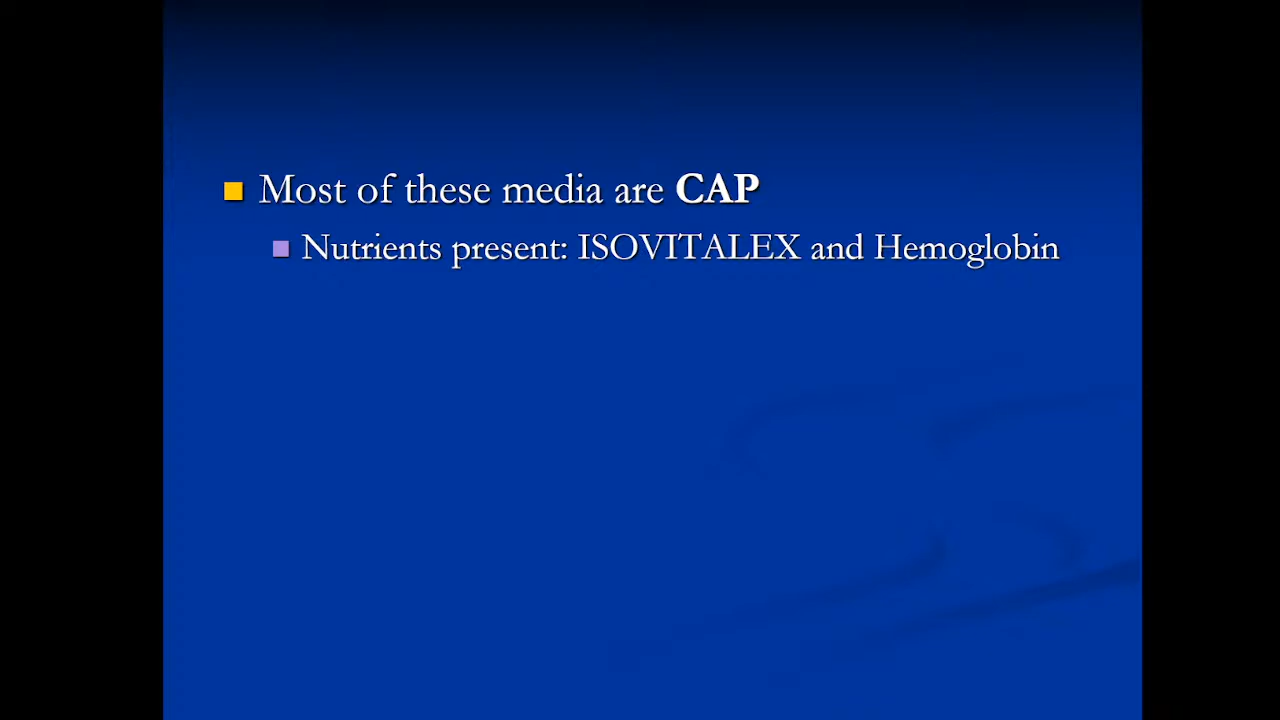 Most of these media are CAP
Nutrients present: ISOVITALEX and Hemoglobin